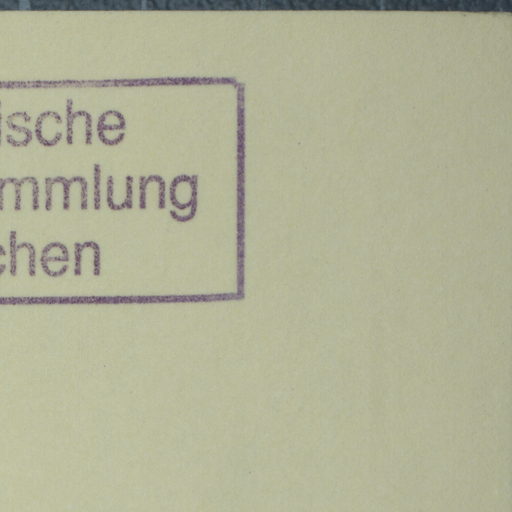 ische
mmlung
chen